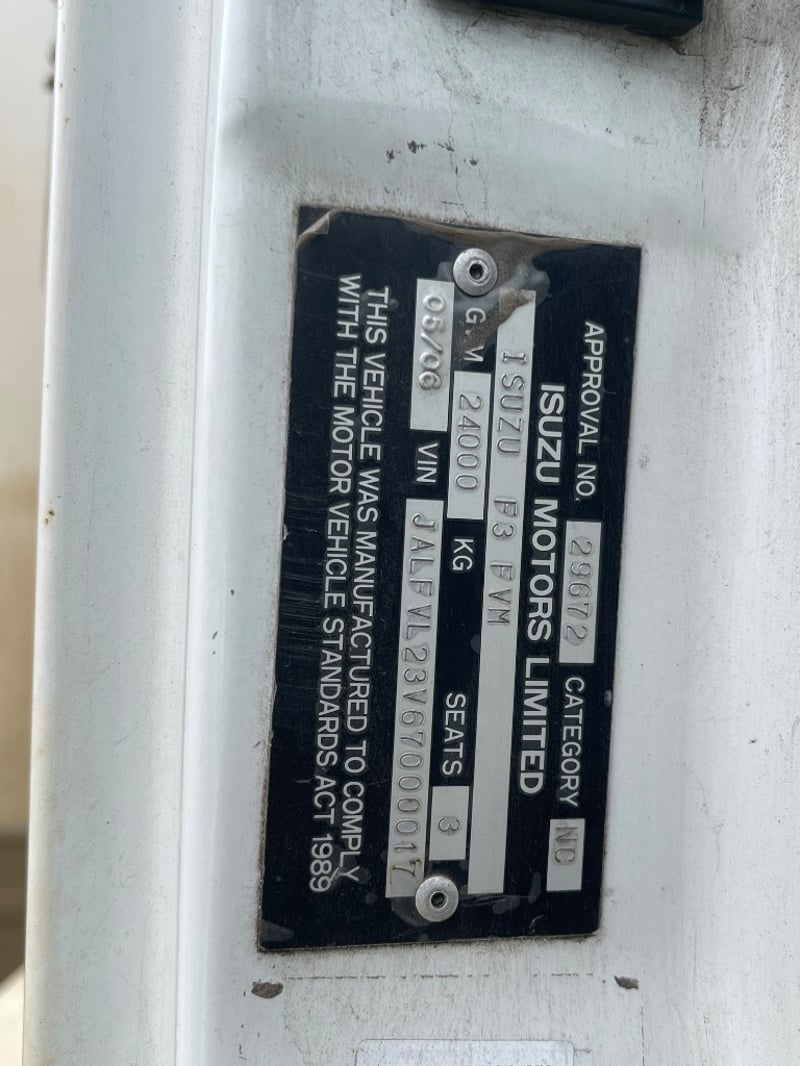 APPROVAL NO. 29672 CATEGORY NC
ISUZU MOTORS LIMITED
ISUZU F3 FVM
24000 KG SEATS 3
05/06 VIN JALFVL23V67000017
THIS VEHICLE WAS MANUFACTURED TO COMPLY
WITH THE MOTOR VEHICLE STANDARDS ACT 1989